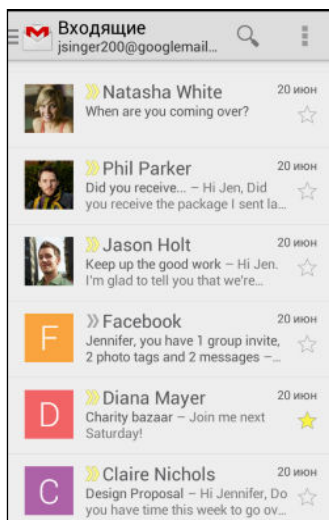 Входящие
jsinger200@googlemail...
Natasha White
20 июн
When are you coming over?
Phil Parker
20 июн
Did you receive... – Hi Jen, Did
you receive the package I sent la...
Jason Holt
20 июн
Keep up the good work – Hi Jen.
I'm glad to tell you that we're...
F
Facebook
20 июн
Jennifer, you have 1 group invite,
2 photo tags and 2 messages –...
D
Diana Mayer
20 июн
Charity bazaar – Join me next
Saturday!
C
Claire Nichols
20 июн
Design Proposal – Hi Jennifer, Do
you have time this week to go ov...